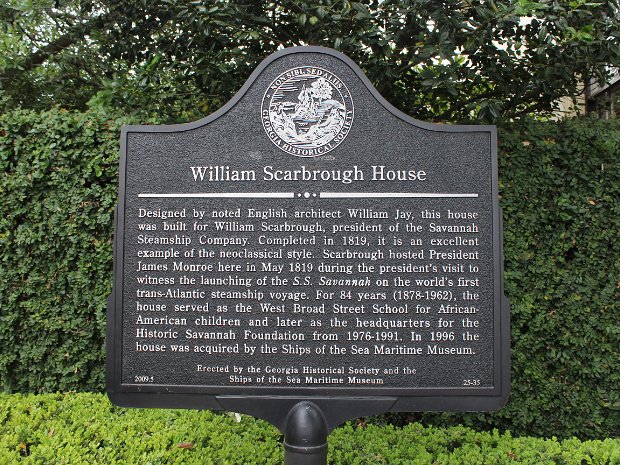 NON SIBI, SED ALIIS
GEORGIA HISTORICAL SOCIETY
William Scarbrough House
Designed by noted English architect William Jay, this house
was built for William Scarbrough, president of the Savannah
Steamship Company. Completed in 1819, it is an excellent
example of the neoclassical style. Scarbrough hosted President
James Monroe here in May 1819 during the president's visit to
witness the launching of the S.S. Savannah on the world's first
trans-Atlantic steamship voyage. For 84 years (1878-1962), the
house served as the West Broad Street School for African-
American children and later as the headquarters for the
Historic Savannah Foundation from 1976-1991. In 1996 the
house was acquired by the Ships of the Sea Maritime Museum.
Erected by the Georgia Historical Society and the
Ships of the Sea Maritime Museum
2009.5
25-35